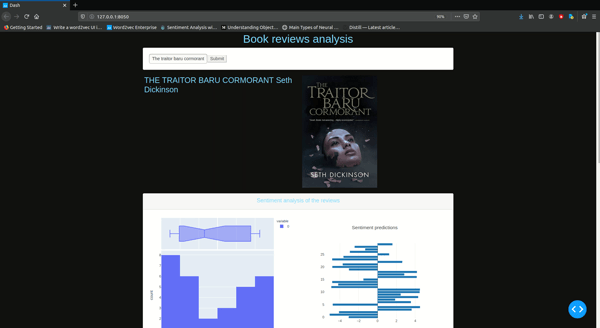 Dash
127.0.0.1:8050
90%
Getting Started
Write a word2vec UI i...
Word2vec Enterprise
Sentiment Analysis wi...
Understanding Object...
Main Types of Neural ...
Distill — Latest article...
Book reviews analysis
The traitor baru cormorant
Submit
THE TRAITOR BARU CORMORANT Seth
Dickinson
THE
TRAITOR
BARU
CORMORANT
SETH DICKINSON
Sentiment analysis of the reviews
variable
0
count
Sentiment predictions
25
20
15
10
5
0
−4
−2
0
2
4